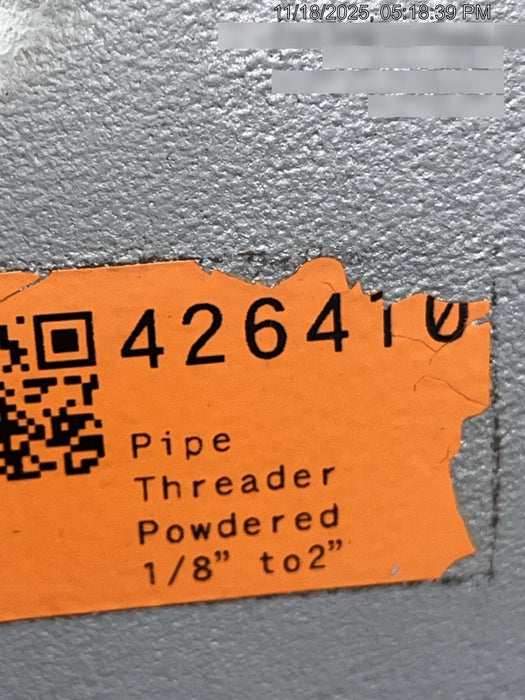 11/18/2025, 05:18:39 PM
426410
Pipe
Threader
Powdered
1/8” to2”